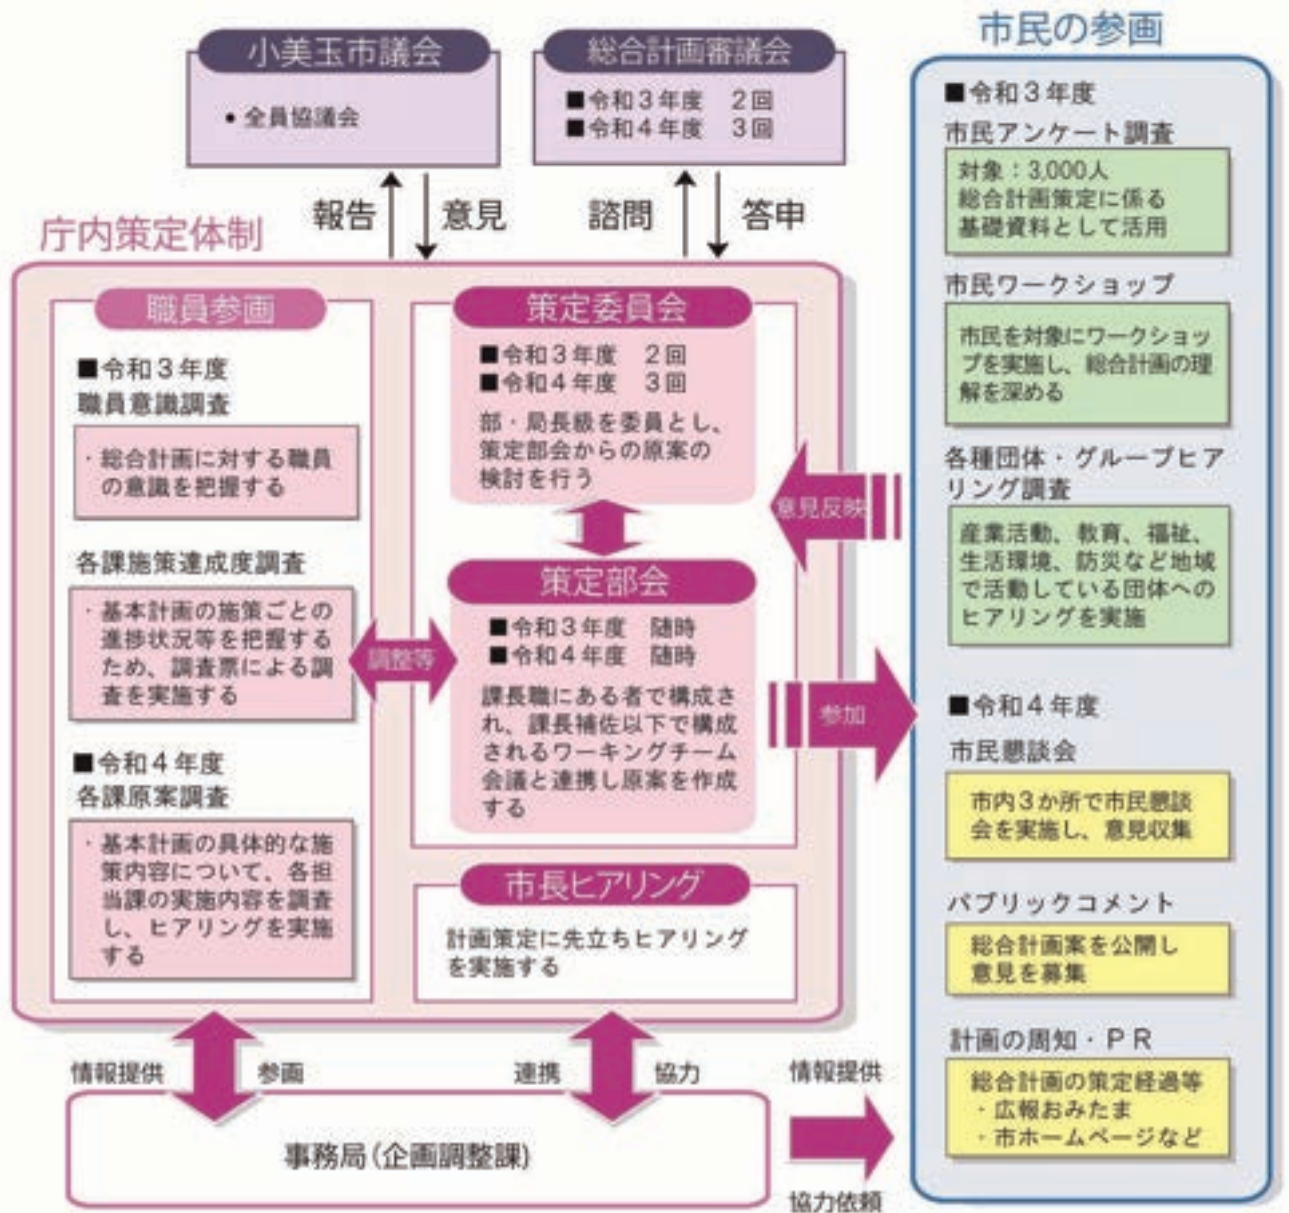 小美玉市議会
• 全員協議会
総合計画審議会
■令和3年度　2回
■令和4年度　3回
報告
意見
諮問
答申
庁内策定体制
職員参画
■令和3年度
職員意識調査
・総合計画に対する職員
の意識を把握する
各課施策達成度調査
・基本計画の施策ごとの
進捗状況等を把握する
ため、調査票による調
査を実施する
■令和4年度
各課原案調査
・基本計画の具体的な施
策内容について、各担
当課の実施内容を調査
し、ヒアリングを実施
する
調整等
策定委員会
■令和3年度　2回
■令和4年度　3回
部・局長級を委員とし、
策定部会からの原案の
検討を行う
策定部会
■令和3年度　随時
■令和4年度　随時
課長職にある者で構成さ
れ、課長補佐以下で構成
されるワーキングチーム
会議と連携し原案を作成
する
市長ヒアリング
計画策定に先立ちヒアリング
を実施する
意見反映
参加
情報提供
参画
連携
協力
事務局(企画調整課)
情報提供
協力依頼
市民の参画
■令和3年度
市民アンケート調査
対象：3,000人
総合計画策定に係る
基礎資料として活用
市民ワークショップ
市民を対象にワークショッ
プを実施し、総合計画の理
解を深める
各種団体・グループヒア
リング調査
産業活動、教育、福祉、
生活環境、防災など地域
で活動している団体への
ヒアリングを実施
■令和4年度
市民懇談会
市内3か所で市民懇談
会を実施し、意見収集
パブリックコメント
総合計画案を公開し
意見を募集
計画の周知・ＰＲ
総合計画の策定経過等
・広報おみたま
・市ホームページなど